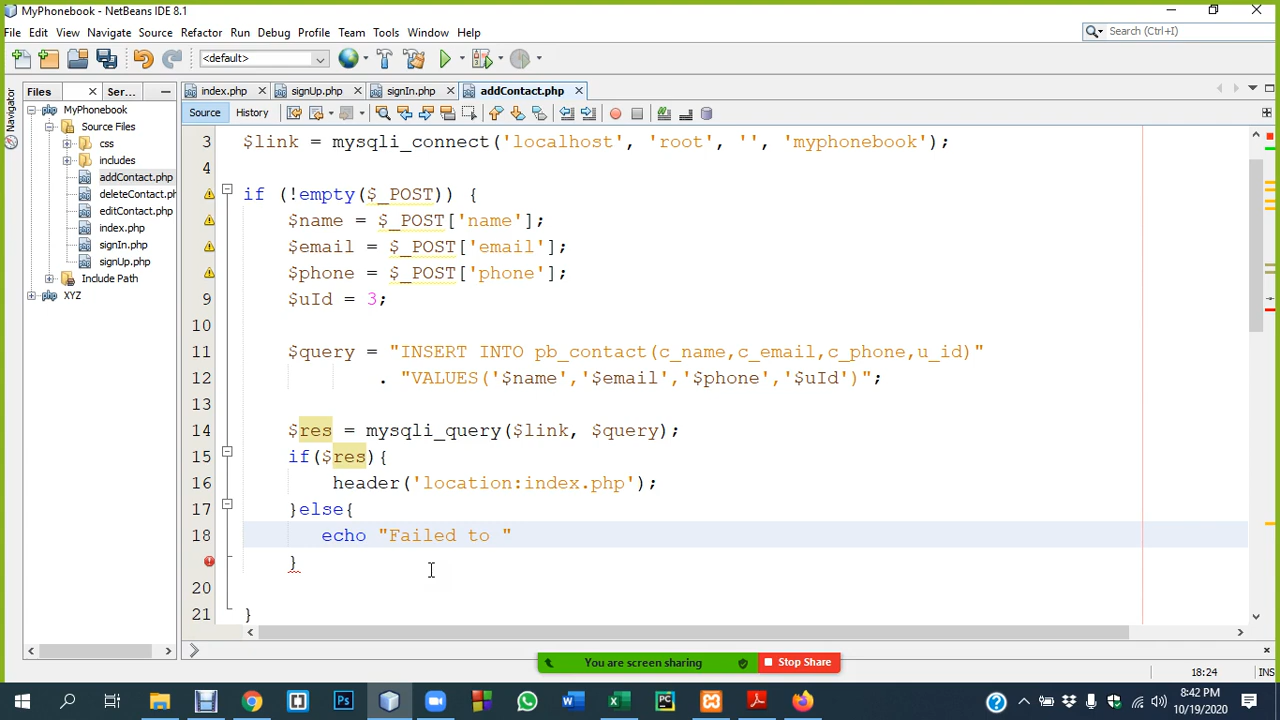 MyPhonebook - NetBeans IDE 8.1
File Edit View Navigate Source Refactor Run Debug Profile Team Tools Window Help
Search (Ctrl+I)
<default>
Files Ser...
index.php signUp.php signIn.php addContact.php
Navigator
Source History
MyPhonebook
Source Files
css
includes
addContact.php
deleteContact.ph
editContact.php
index.php
signIn.php
signUp.php
Include Path
XYZ
3 $link = mysqli_connect('localhost', 'root', '', 'myphonebook');
4
if (!empty($_POST)) {
$name = $_POST['name'];
$email = $_POST['email'];
$phone = $_POST['phone'];
9 $uId = 3;
10
11 $query = "INSERT INTO pb_contact(c_name,c_email,c_phone,u_id)"
12 . "VALUES('$name','$email','$phone','$uId')";
13
14 $res = mysqli_query($link, $query);
15 if($res){
16 header('location:index.php');
17 }else{
18 echo "Failed to "
}
20
21 }
You are screen sharing Stop Share
18:24 INS
8:42 PM
10/19/2020